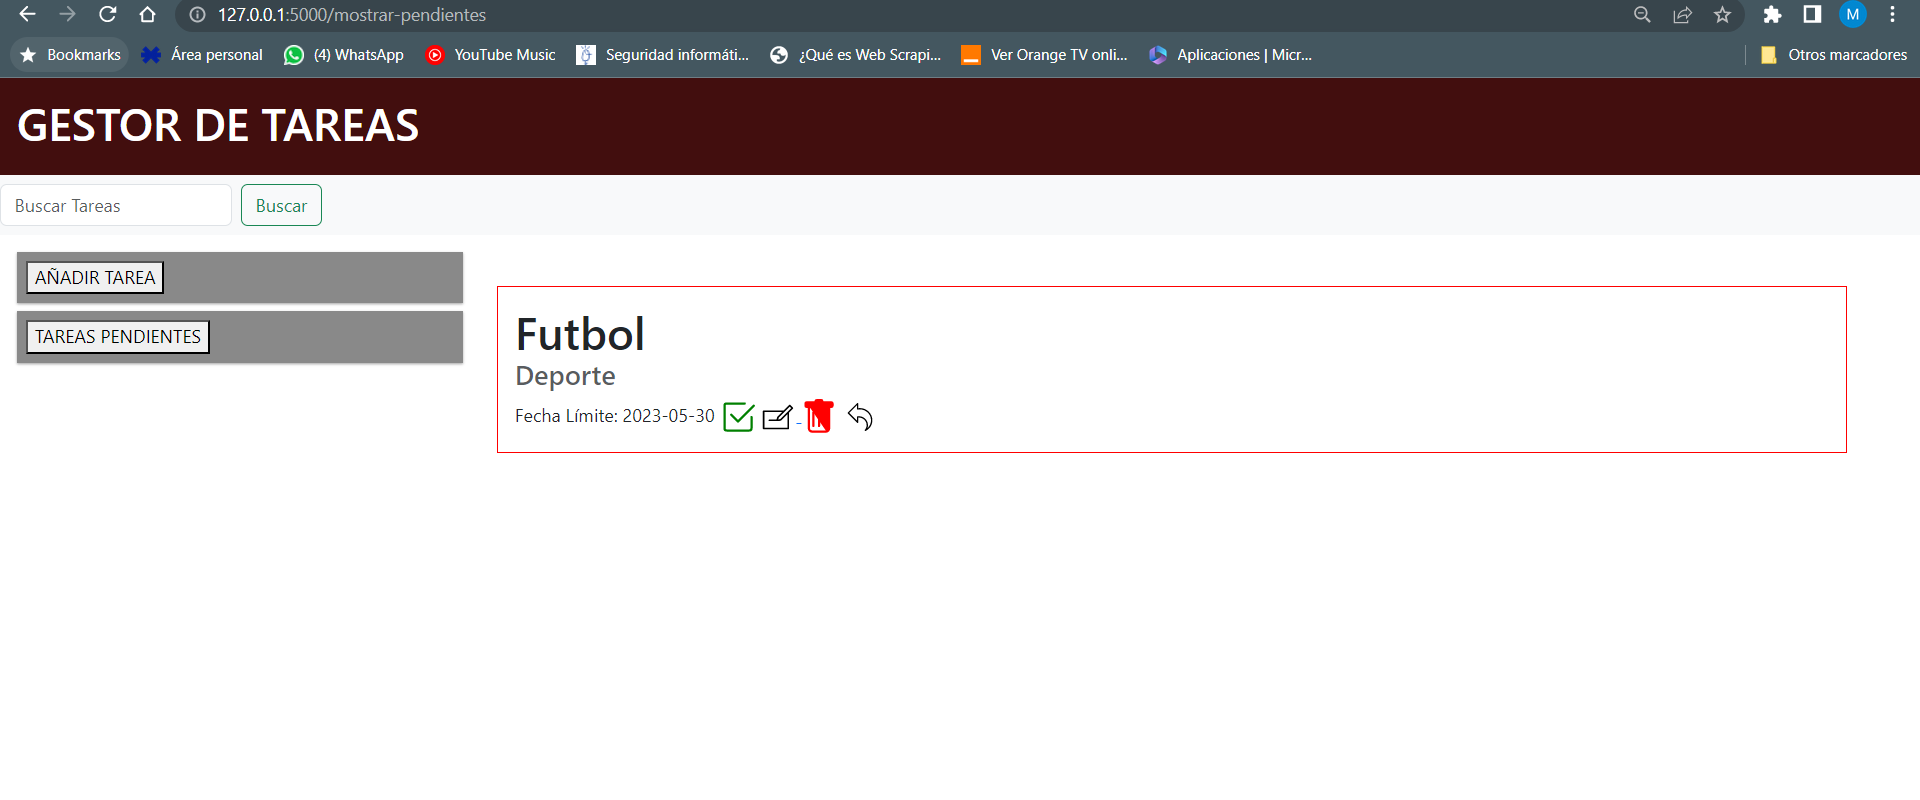 127.0.0.1:5000/mostrar-pendientes
M
Bookmarks Área personal (4) WhatsApp YouTube Music Seguridad informáti... ¿Qué es Web Scrapi... Ver Orange TV onli... Aplicaciones | Micr... Otros marcadores
GESTOR DE TAREAS
Buscar Tareas Buscar
AÑADIR TAREA
TAREAS PENDIENTES
Futbol
Deporte
Fecha Límite: 2023-05-30